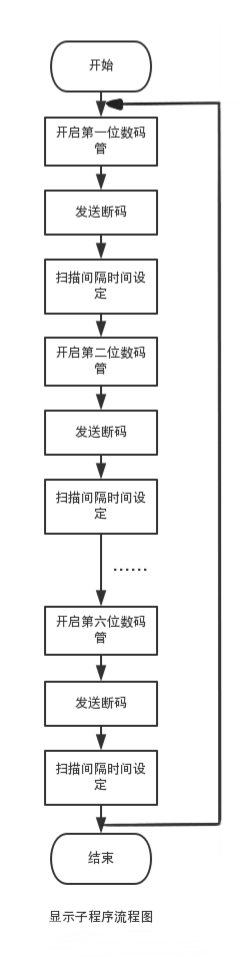 开始
开启第一位数码
管
发送断码
扫描间隔时间设
定
开启第二位数码
管
发送断码
扫描间隔时间设
定
……
开启第六位数码
管
发送断码
扫描间隔时间设
定
结束
显示子程序流程图